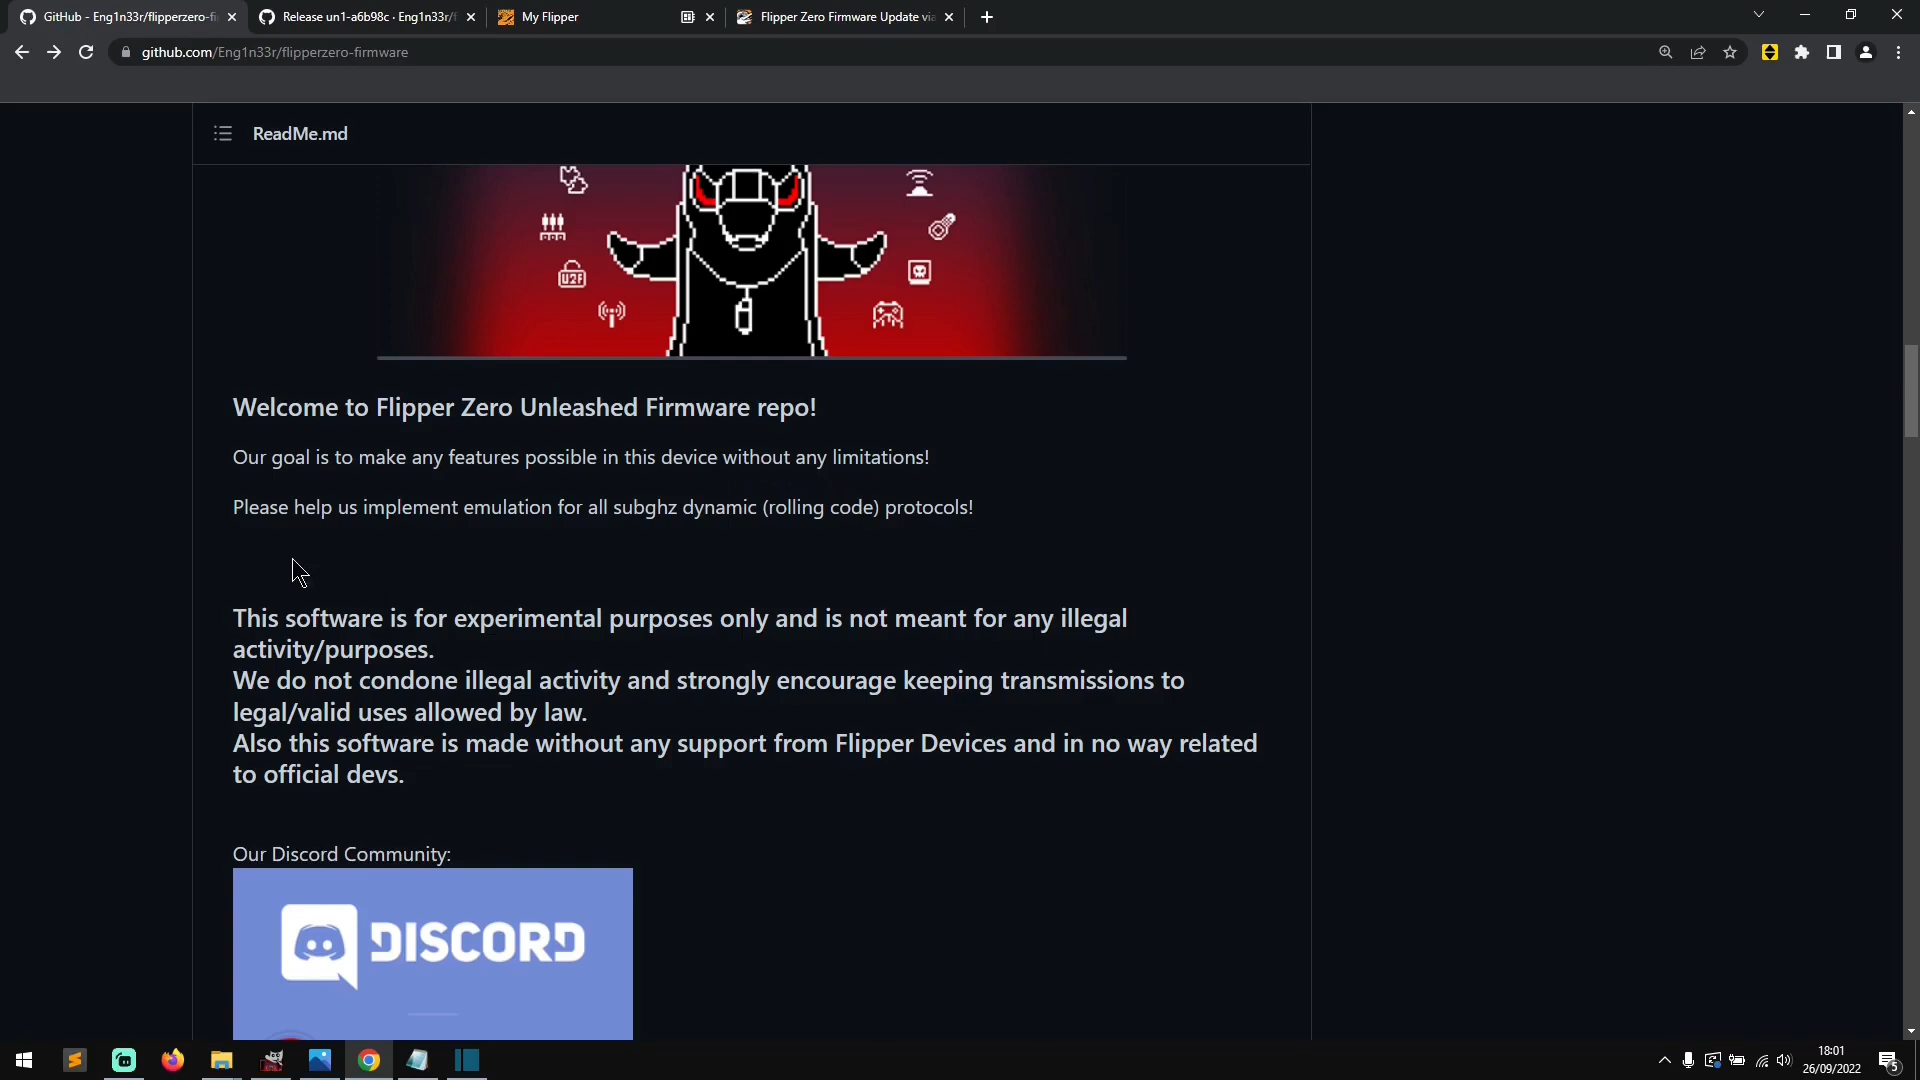 GitHub - Eng1n33r/flipperzero-fi
Release un1-a6b98c · Eng1n33r/f
My Flipper
Flipper Zero Firmware Update via
github.com/Eng1n33r/flipperzero-firmware
ReadMe.md
U2F
Welcome to Flipper Zero Unleashed Firmware repo!
Our goal is to make any features possible in this device without any limitations!
Please help us implement emulation for all subghz dynamic (rolling code) protocols!
This software is for experimental purposes only and is not meant for any illegal
activity/purposes.
We do not condone illegal activity and strongly encourage keeping transmissions to
legal/valid uses allowed by law.
Also this software is made without any support from Flipper Devices and in no way related
to official devs.
Our Discord Community:
DISCORD
18:01
26/09/2022
5